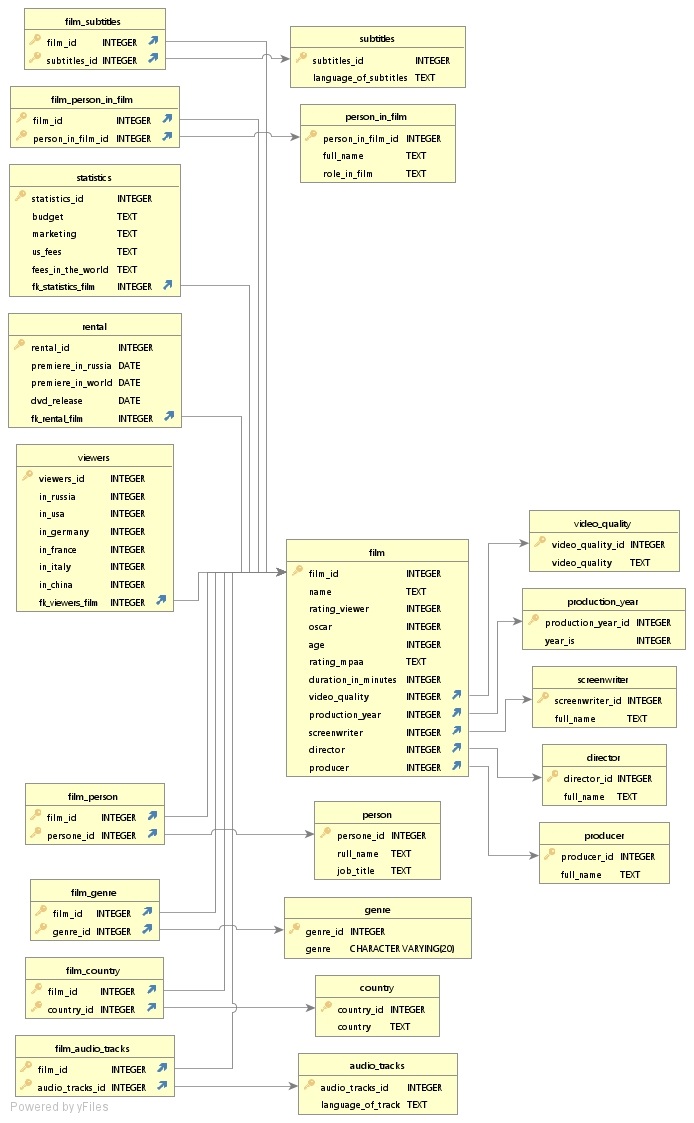 film_subtitles
film_id INTEGER
subtitles_id INTEGER
subtitles
subtitles_id INTEGER
language_of_subtitles TEXT
film_person_in_film
film_id INTEGER
person_in_film_id INTEGER
person_in_film
person_in_film_id INTEGER
full_name TEXT
role_in_film TEXT
statistics
statistics_id INTEGER
budget TEXT
marketing TEXT
us_fees TEXT
fees_in_the_world TEXT
fk_statistics_film INTEGER
rental
rental_id INTEGER
premiere_in_russia DATE
premiere_in_world DATE
dvd_release DATE
fk_rental_film INTEGER
viewers
viewers_id INTEGER
in_russia INTEGER
in_usa INTEGER
in_germany INTEGER
in_france INTEGER
in_italy INTEGER
in_china INTEGER
fk_viewers_film INTEGER
film
film_id INTEGER
name TEXT
rating_viewer INTEGER
oscar INTEGER
age INTEGER
rating_mpaa TEXT
duration_in_minutes INTEGER
video_quality INTEGER
production_year INTEGER
screenwriter INTEGER
director INTEGER
producer INTEGER
video_quality
video_quality_id INTEGER
video_quality TEXT
production_year
production_year_id INTEGER
year_is INTEGER
screenwriter
screenwriter_id INTEGER
full_name TEXT
director
director_id INTEGER
full_name TEXT
producer
producer_id INTEGER
full_name TEXT
film_person
film_id INTEGER
persone_id INTEGER
person
persone_id INTEGER
rull_name TEXT
job_title TEXT
film_genre
film_id INTEGER
genre_id INTEGER
genre
genre_id INTEGER
genre CHARACTER VARYING(20)
film_country
film_id INTEGER
country_id INTEGER
country
country_id INTEGER
country TEXT
film_audio_tracks
film_id INTEGER
audio_tracks_id INTEGER
audio_tracks
audio_tracks_id INTEGER
language_of_track TEXT
Powered by yFiles